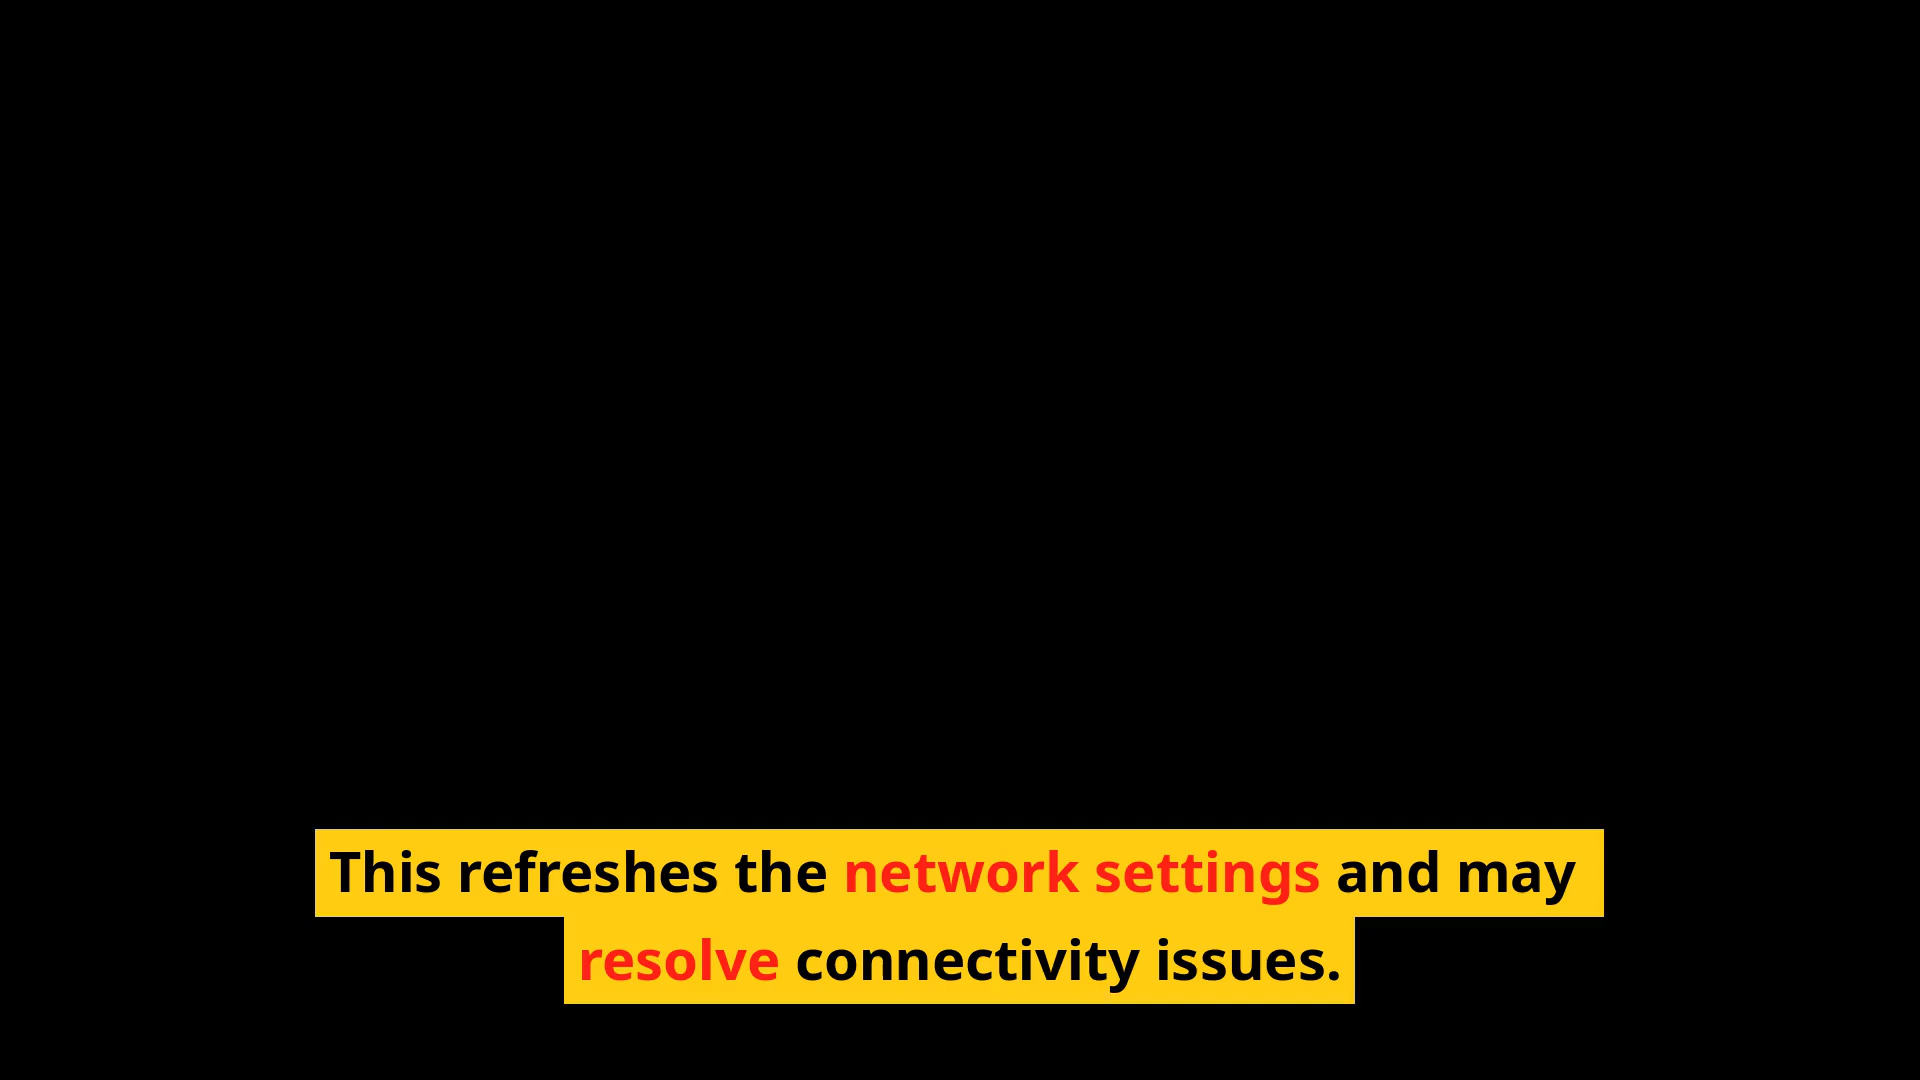 This refreshes the network settings and may
resolve connectivity issues.